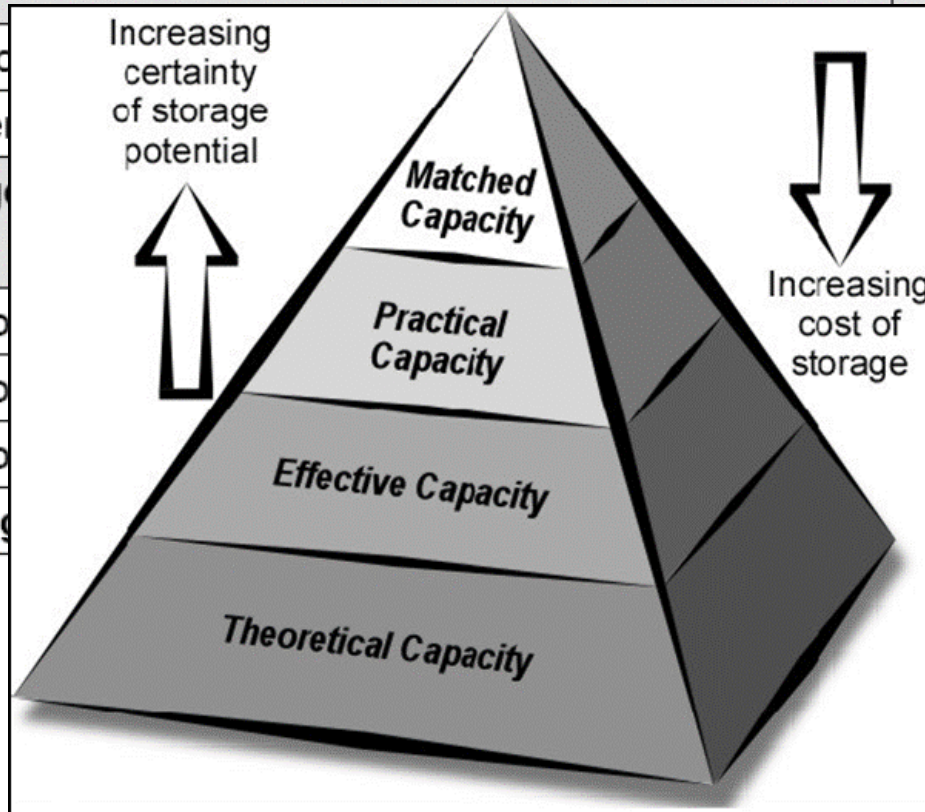 Increasing
certainty
of storage
potential
Matched
Capacity
Practical
Capacity
Effective Capacity
Theoretical Capacity
Increasing
cost of
storage